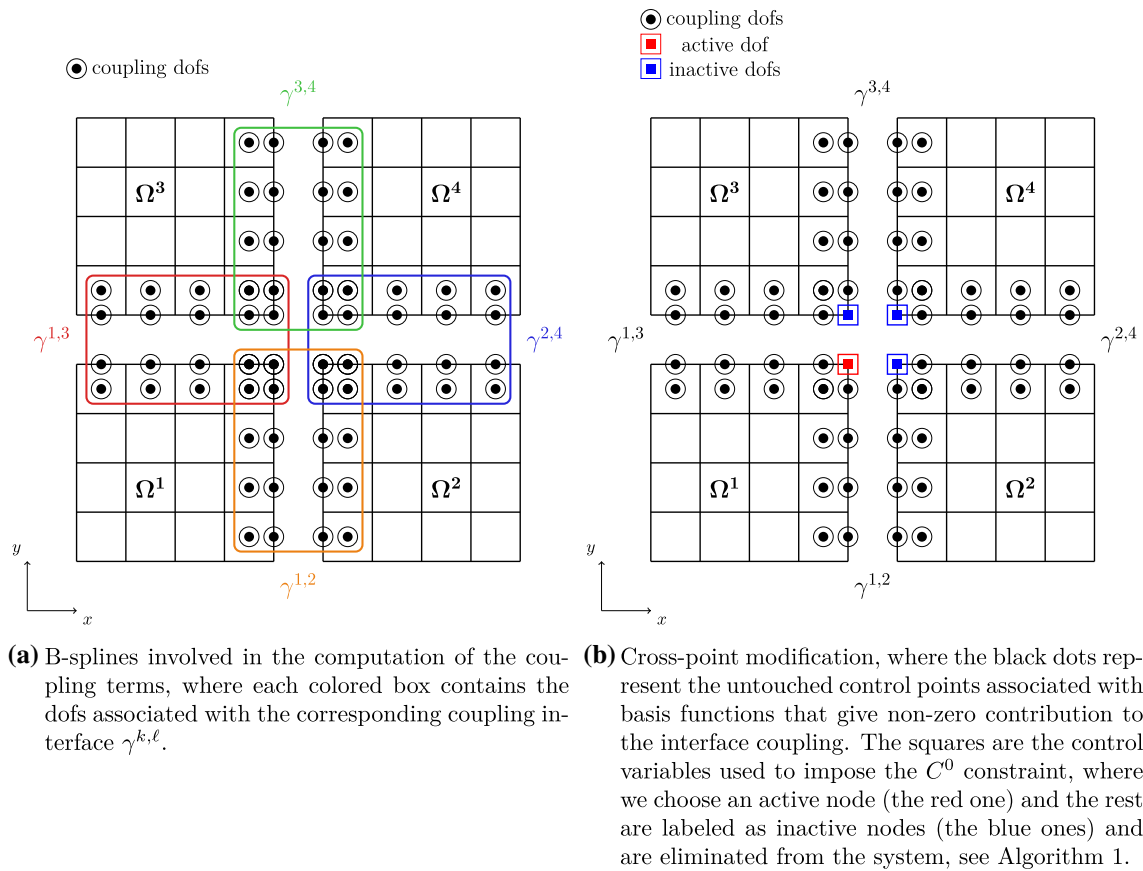 coupling dofs
γ^{3,4}
Ω³
Ω⁴
γ^{1,3}
γ^{2,4}
Ω¹
Ω²
γ^{1,2}
y
x
coupling dofs
active dof
inactive dofs
γ^{3,4}
Ω³
Ω⁴
γ^{1,3}
γ^{2,4}
Ω¹
Ω²
γ^{1,2}
y
x
(a) B-splines involved in the computation of the cou-
pling terms, where each colored box contains the
dofs associated with the corresponding coupling in-
terface γ^{k,ℓ}.
(b) Cross-point modification, where the black dots rep-
resent the untouched control points associated with
basis functions that give non-zero contribution to
the interface coupling. The squares are the control
variables used to impose the C⁰ constraint, where
we choose an active node (the red one) and the rest
are labeled as inactive nodes (the blue ones) and
are eliminated from the system, see Algorithm 1.